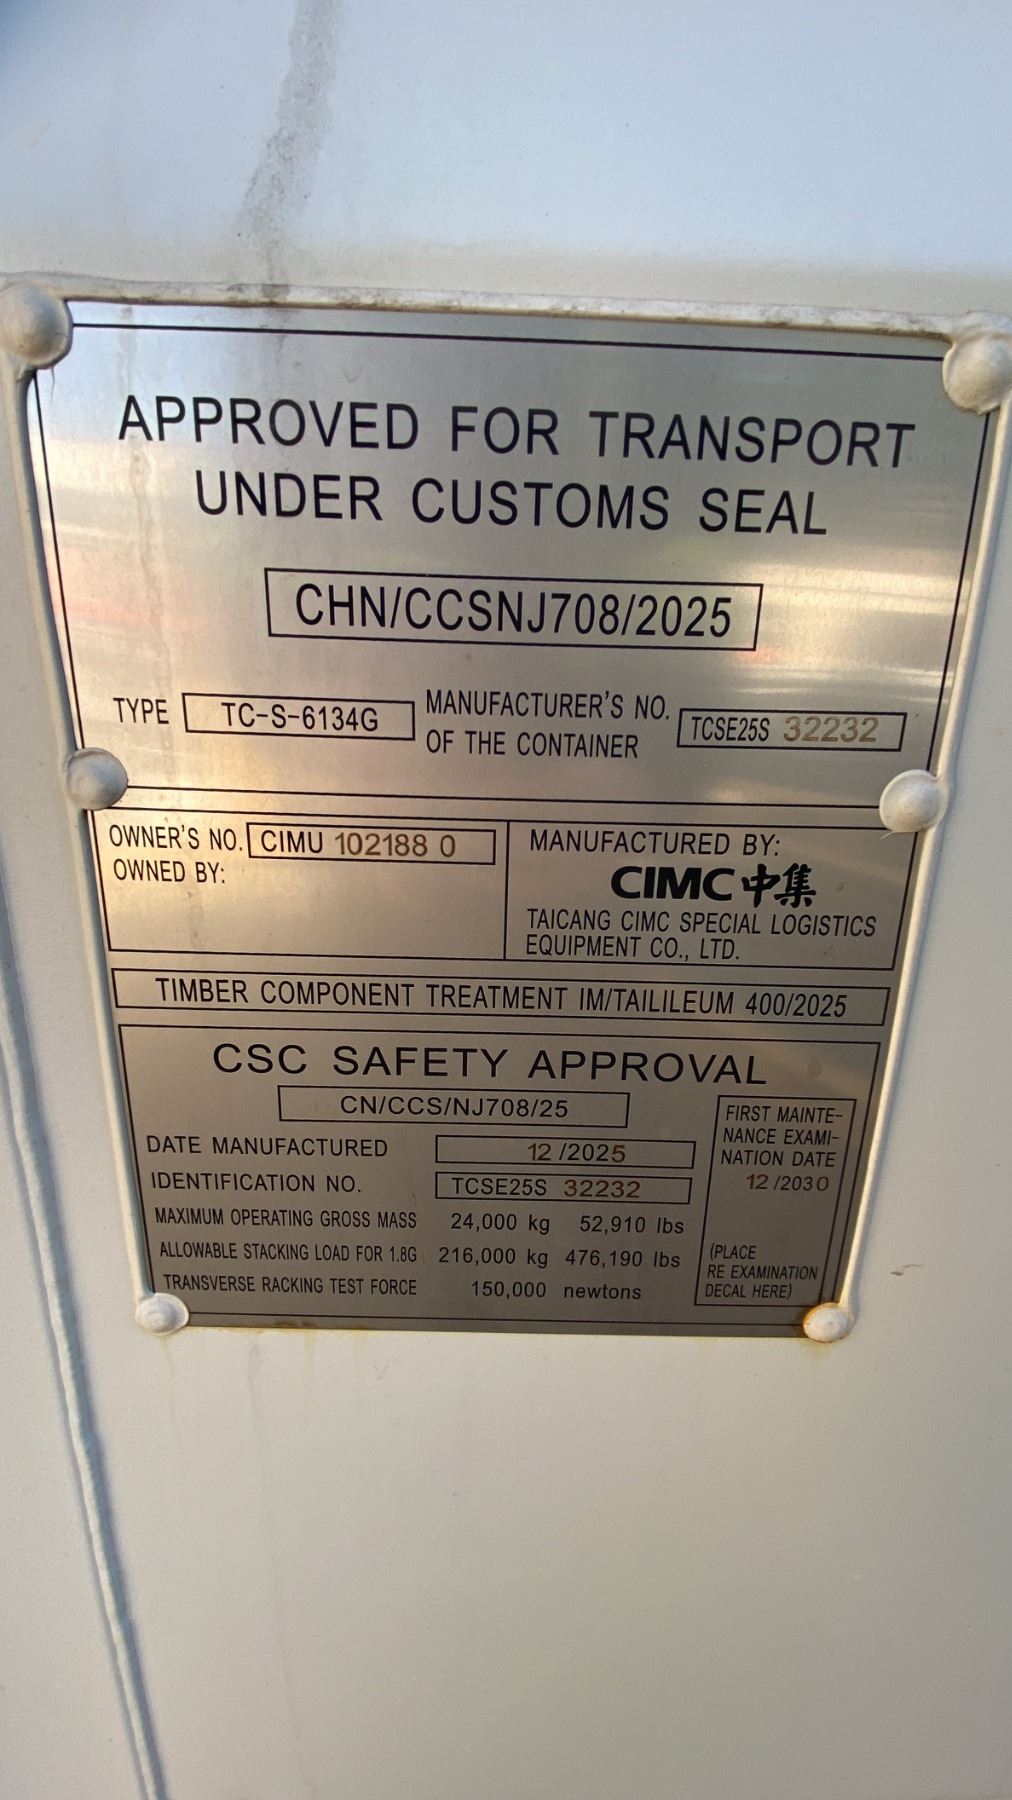 APPROVED FOR TRANSPORT
UNDER CUSTOMS SEAL
CHN/CCSNJ708/2025
TYPE TC-S-6134G
MANUFACTURER'S NO.
OF THE CONTAINER
TCSE25S 32232
OWNER'S NO. CIMU 102188 0
OWNED BY:
MANUFACTURED BY:
CIMC中集
TAICANG CIMC SPECIAL LOGISTICS
EQUIPMENT CO., LTD.
TIMBER COMPONENT TREATMENT IM/TAILILEUM 400/2025
CSC SAFETY APPROVAL
CN/CCS/NJ708/25
DATE MANUFACTURED 12/2025
IDENTIFICATION NO. TCSE25S 32232
MAXIMUM OPERATING GROSS MASS 24,000 kg 52,910 lbs
ALLOWABLE STACKING LOAD FOR 1.8G 216,000 kg 476,190 lbs
TRANSVERSE RACKING TEST FORCE 150,000 newtons
FIRST MAINTE-
NANCE EXAMI-
NATION DATE
12/2030
(PLACE
RE EXAMINATION
DECAL HERE)